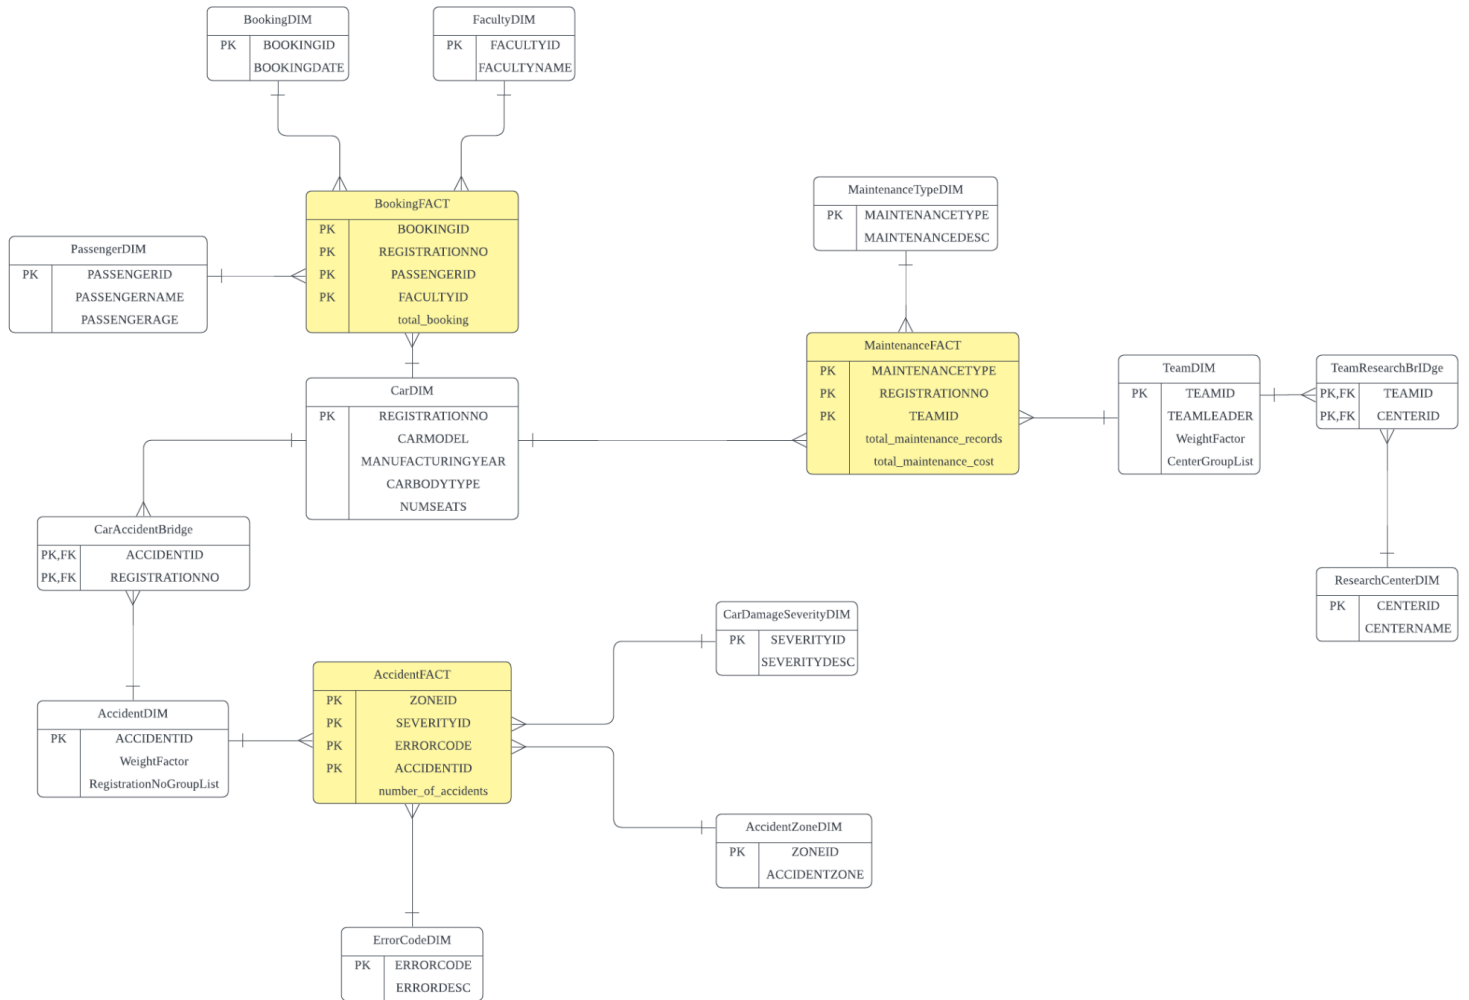 BookingDIM
PK BOOKINGID
BOOKINGDATE
FacultyDIM
PK FACULTYID
FACULTYNAME
BookingFACT
PK BOOKINGID
PK REGISTRATIONNO
PK PASSENGERID
PK FACULTYID
total_booking
PassengerDIM
PK PASSENGERID
PASSENGERNAME
PASSENGERAGE
MaintenanceTypeDIM
PK MAINTENANCETYPE
MAINTENANCEDESC
MaintenanceFACT
PK MAINTENANCETYPE
PK REGISTRATIONNO
PK TEAMID
total_maintenance_records
total_maintenance_cost
TeamDIM
PK TEAMID
TEAMLEADER
WeightFactor
CenterGroupList
TeamResearchBrIDge
PK,FK TEAMID
PK,FK CENTERID
CarDIM
PK REGISTRATIONNO
CARMODEL
MANUFACTURINGYEAR
CARBODYTYPE
NUMSEATS
CarAccidentBridge
PK,FK ACCIDENTID
PK,FK REGISTRATIONNO
ResearchCenterDIM
PK CENTERID
CENTERNAME
CarDamageSeverityDIM
PK SEVERITYID
SEVERITYDESC
AccidentFACT
PK ZONEID
PK SEVERITYID
PK ERRORCODE
PK ACCIDENTID
number_of_accidents
AccidentDIM
PK ACCIDENTID
WeightFactor
RegistrationNoGroupList
AccidentZoneDIM
PK ZONEID
ACCIDENTZONE
ErrorCodeDIM
PK ERRORCODE
ERRORDESC